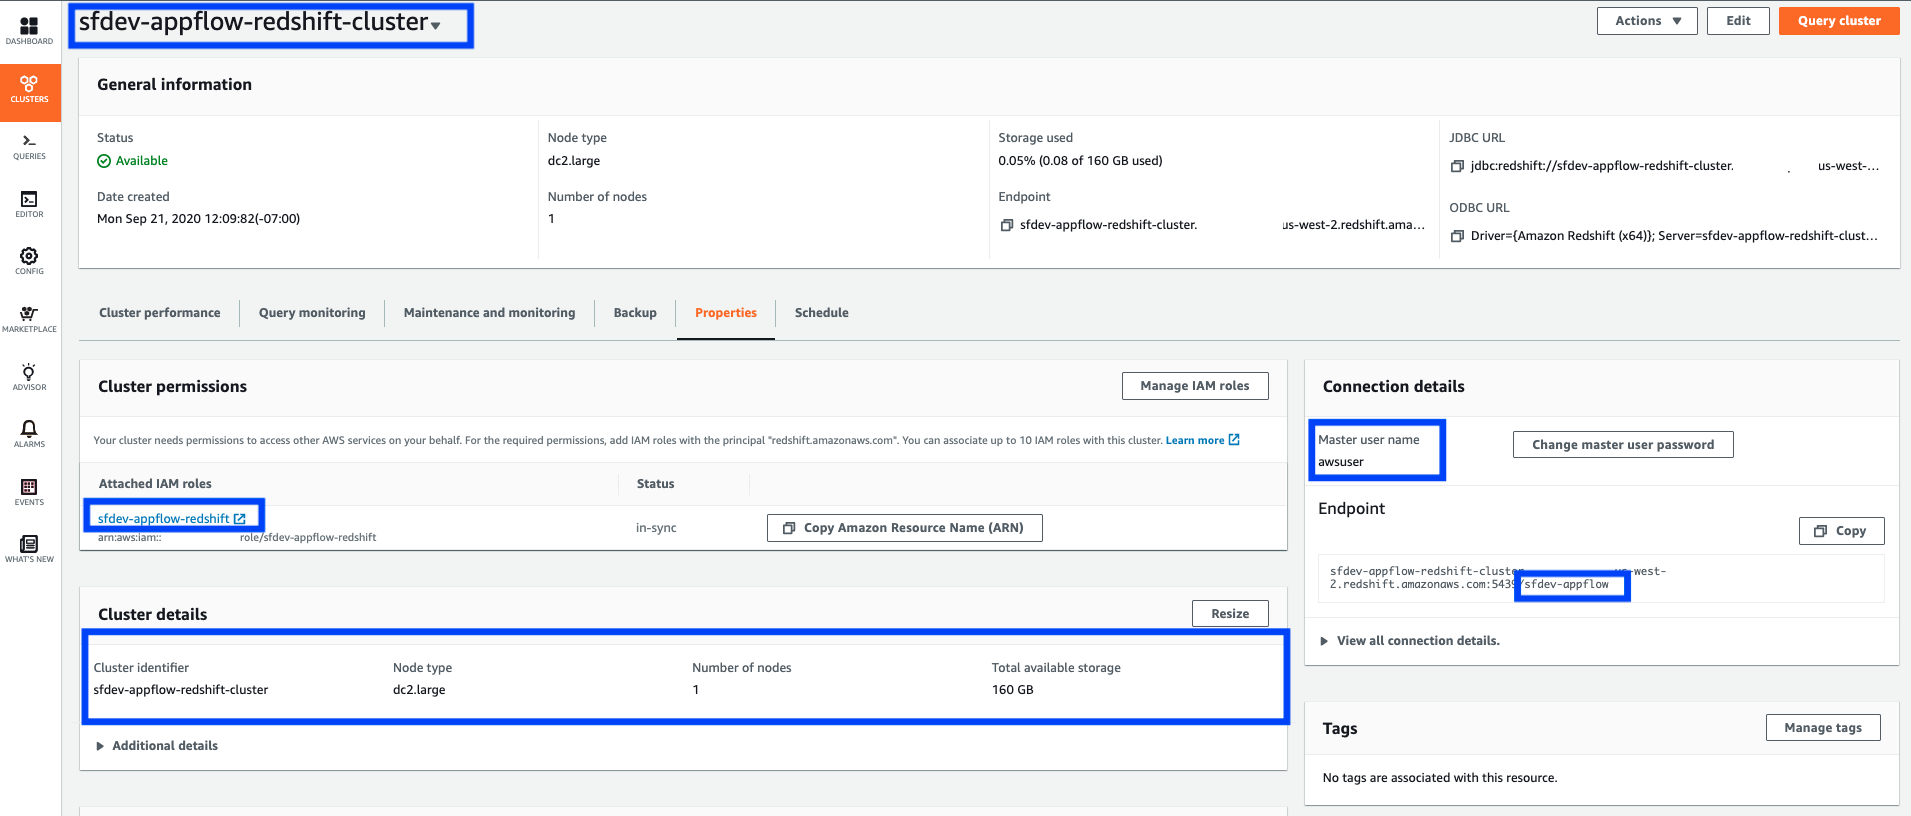 DASHBOARD
CLUSTERS
QUERIES
EDITOR
CONFIG
MARKETPLACE
ADVISOR
ALARMS
EVENTS
WHAT'S NEW
sfdev-appflow-redshift-cluster
Actions
Edit
Query cluster
General information
Status
Available
Date created
Mon Sep 21, 2020 12:09:82(-07:00)
Node type
dc2.large
Number of nodes
1
Storage used
0.05% (0.08 of 160 GB used)
Endpoint
sfdev-appflow-redshift-cluster. us-west-2.redshift.ama...
JDBC URL
jdbc:redshift://sfdev-appflow-redshift-cluster. . us-west-...
ODBC URL
Driver={Amazon Redshift (x64)}; Server=sfdev-appflow-redshift-clust...
Cluster performance
Query monitoring
Maintenance and monitoring
Backup
Properties
Schedule
Cluster permissions
Manage IAM roles
Your cluster needs permissions to access other AWS services on your behalf. For the required permissions, add IAM roles with the principal "redshift.amazonaws.com". You can associate up to 10 IAM roles with this cluster. Learn more
Attached IAM roles
Status
sfdev-appflow-redshift
arn:aws:iam:: role/sfdev-appflow-redshift
in-sync
Copy Amazon Resource Name (ARN)
Cluster details
Resize
Cluster identifier
sfdev-appflow-redshift-cluster
Node type
dc2.large
Number of nodes
1
Total available storage
160 GB
Additional details
Connection details
Master user name
awsuser
Change master user password
Endpoint
Copy
sfdev-appflow-redshift-cluster us-west-
2.redshift.amazonaws.com:5439/sfdev-appflow
View all connection details.
Tags
Manage tags
No tags are associated with this resource.